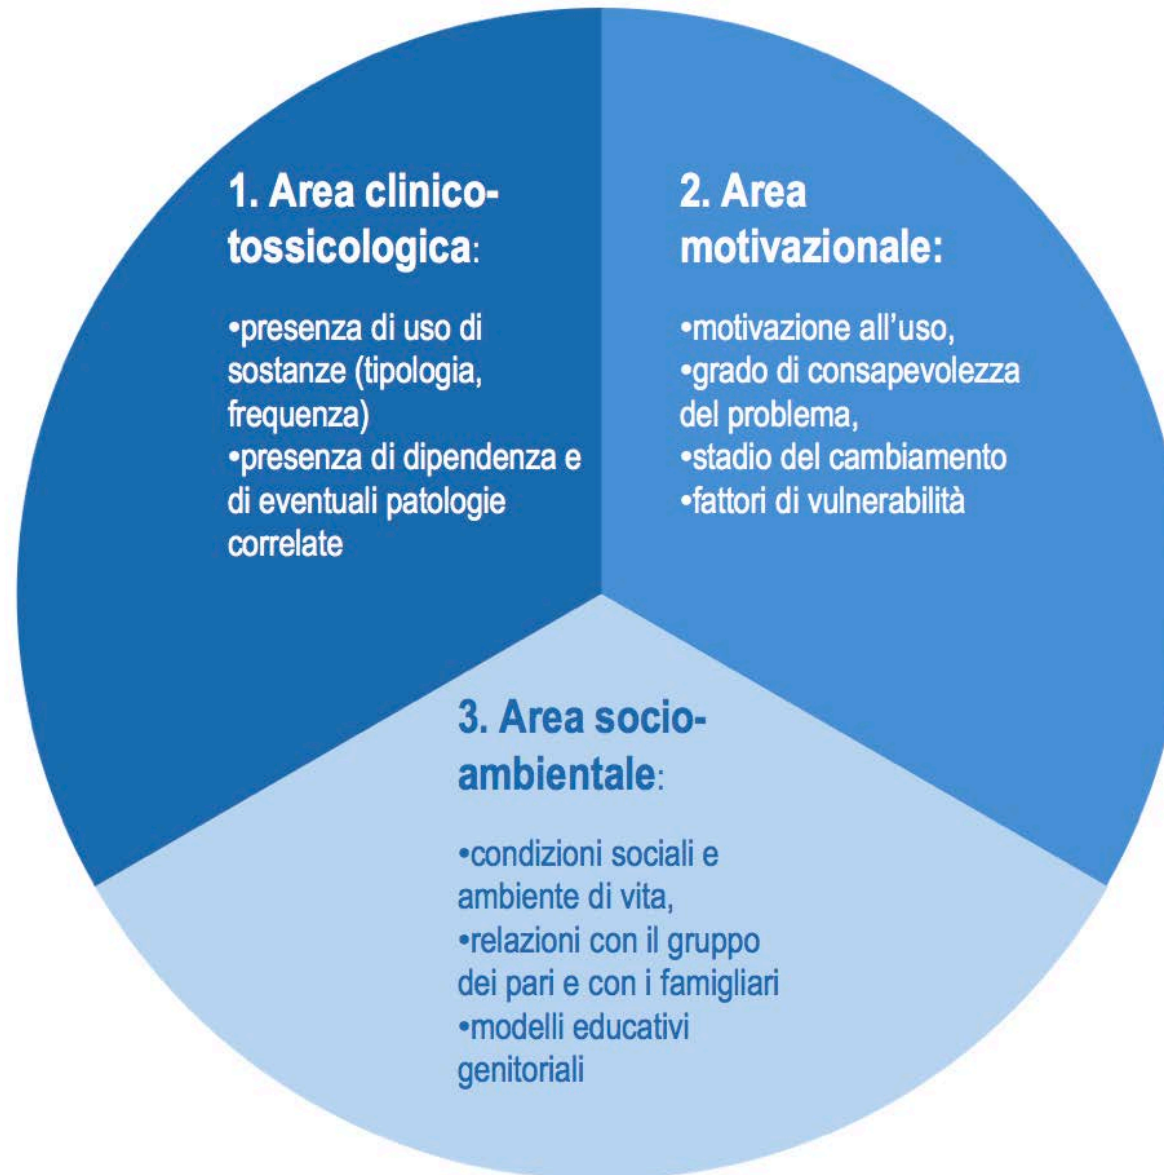 1. Area clinico-
tossicologica:
•presenza di uso di
sostanze (tipologia,
frequenza)
•presenza di dipendenza e
di eventuali patologie
correlate
2. Area
motivazionale:
•motivazione all’uso,
•grado di consapevolezza
del problema,
•stadio del cambiamento
•fattori di vulnerabilità
3. Area socio-
ambientale:
•condizioni sociali e
ambiente di vita,
•relazioni con il gruppo
dei pari e con i famigliari
•modelli educativi
genitoriali